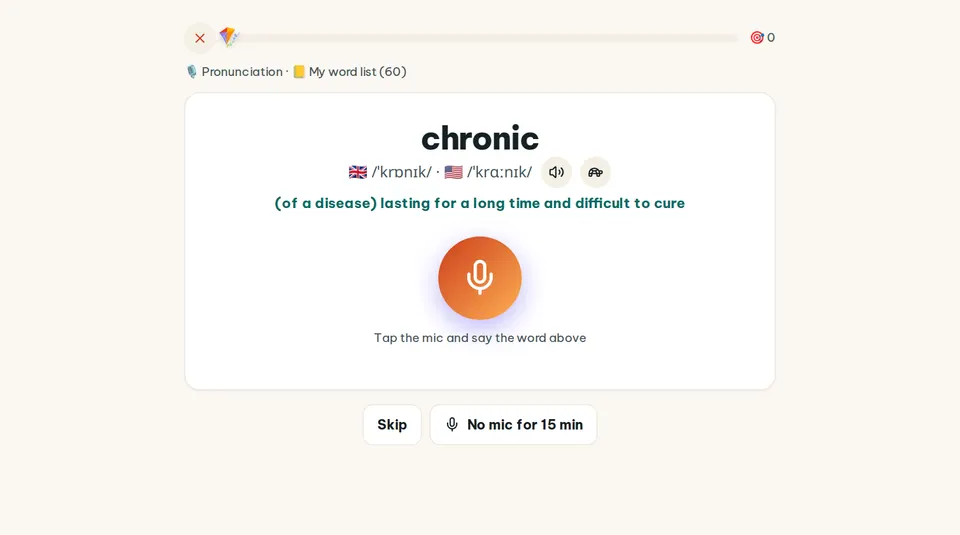 0
Pronunciation · My word list (60)
chronic
/ˈkrɒnɪk/ · /ˈkrɑːnɪk/
(of a disease) lasting for a long time and difficult to cure
Tap the mic and say the word above
Skip
No mic for 15 min